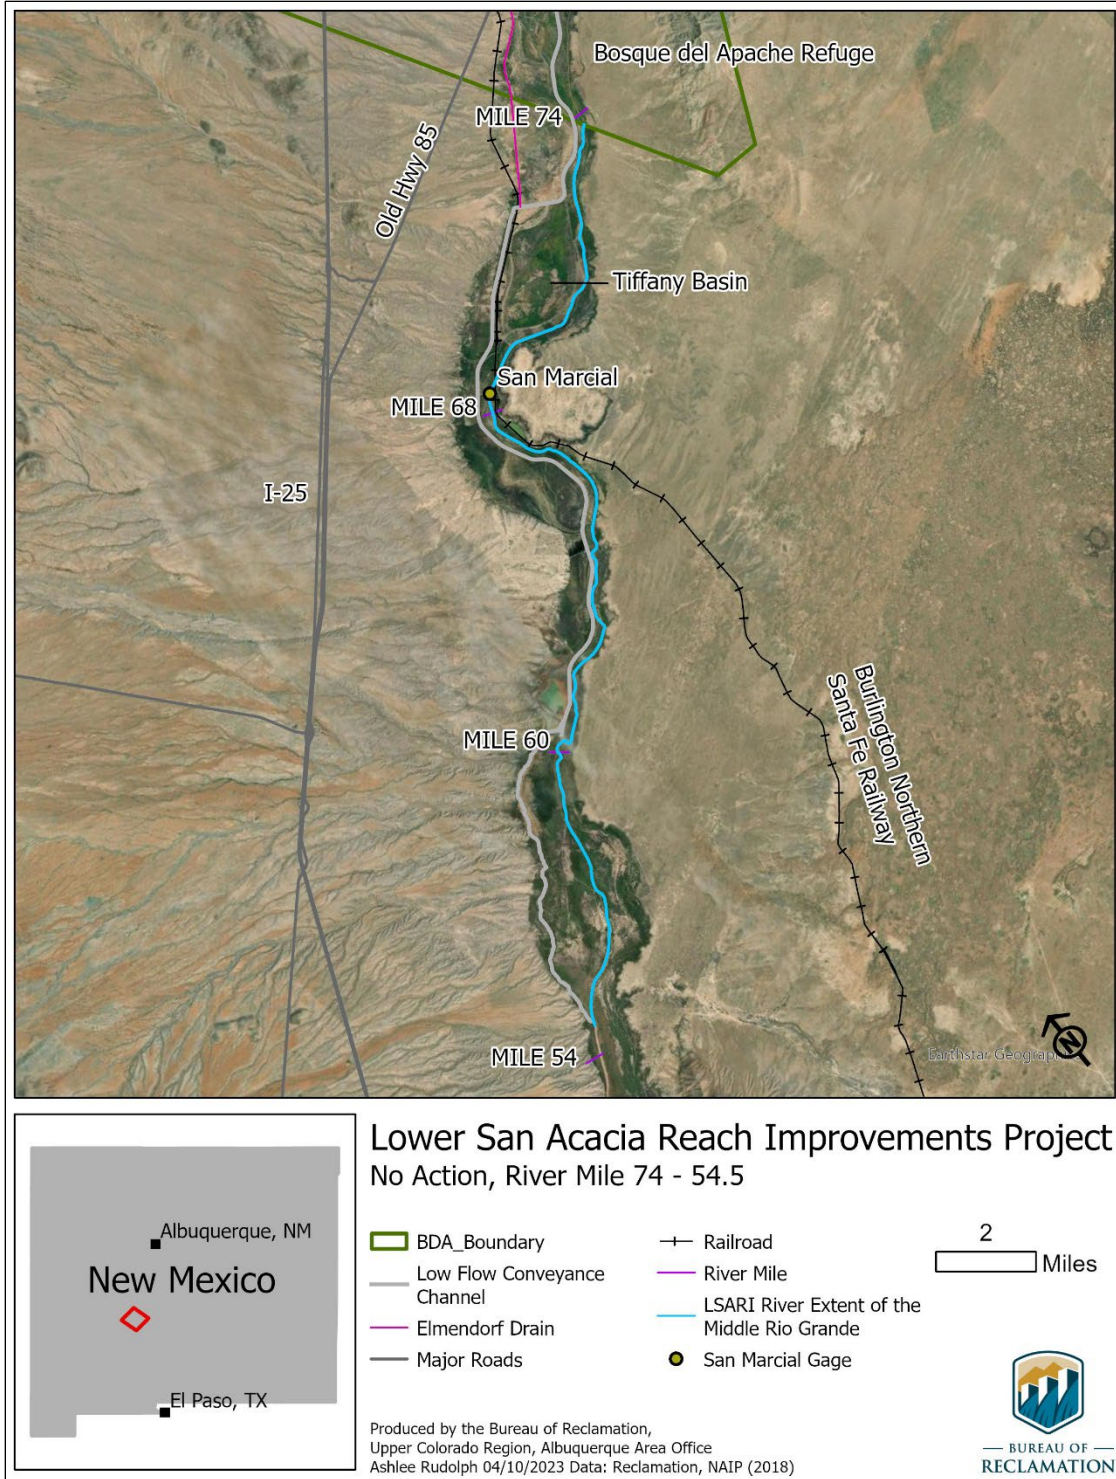 Bosque del Apache Refuge
MILE 74
Old Hwy 85
Tiffany Basin
San Marcial
MILE 68
I-25
Burlington Northern
Santa Fe Railway
MILE 60
MILE 54
N
Earthstar Geograp
Lower San Acacia Reach Improvements Project
No Action, River Mile 74 - 54.5
Albuquerque, NM
New Mexico
El Paso, TX
BDA_Boundary
Low Flow Conveyance
Channel
Elmendorf Drain
Major Roads
Railroad
River Mile
LSARI River Extent of the
Middle Rio Grande
San Marcial Gage
2
Miles
Produced by the Bureau of Reclamation,
Upper Colorado Region, Albuquerque Area Office
Ashlee Rudolph 04/10/2023 Data: Reclamation, NAIP (2018)
BUREAU OF
RECLAMATION